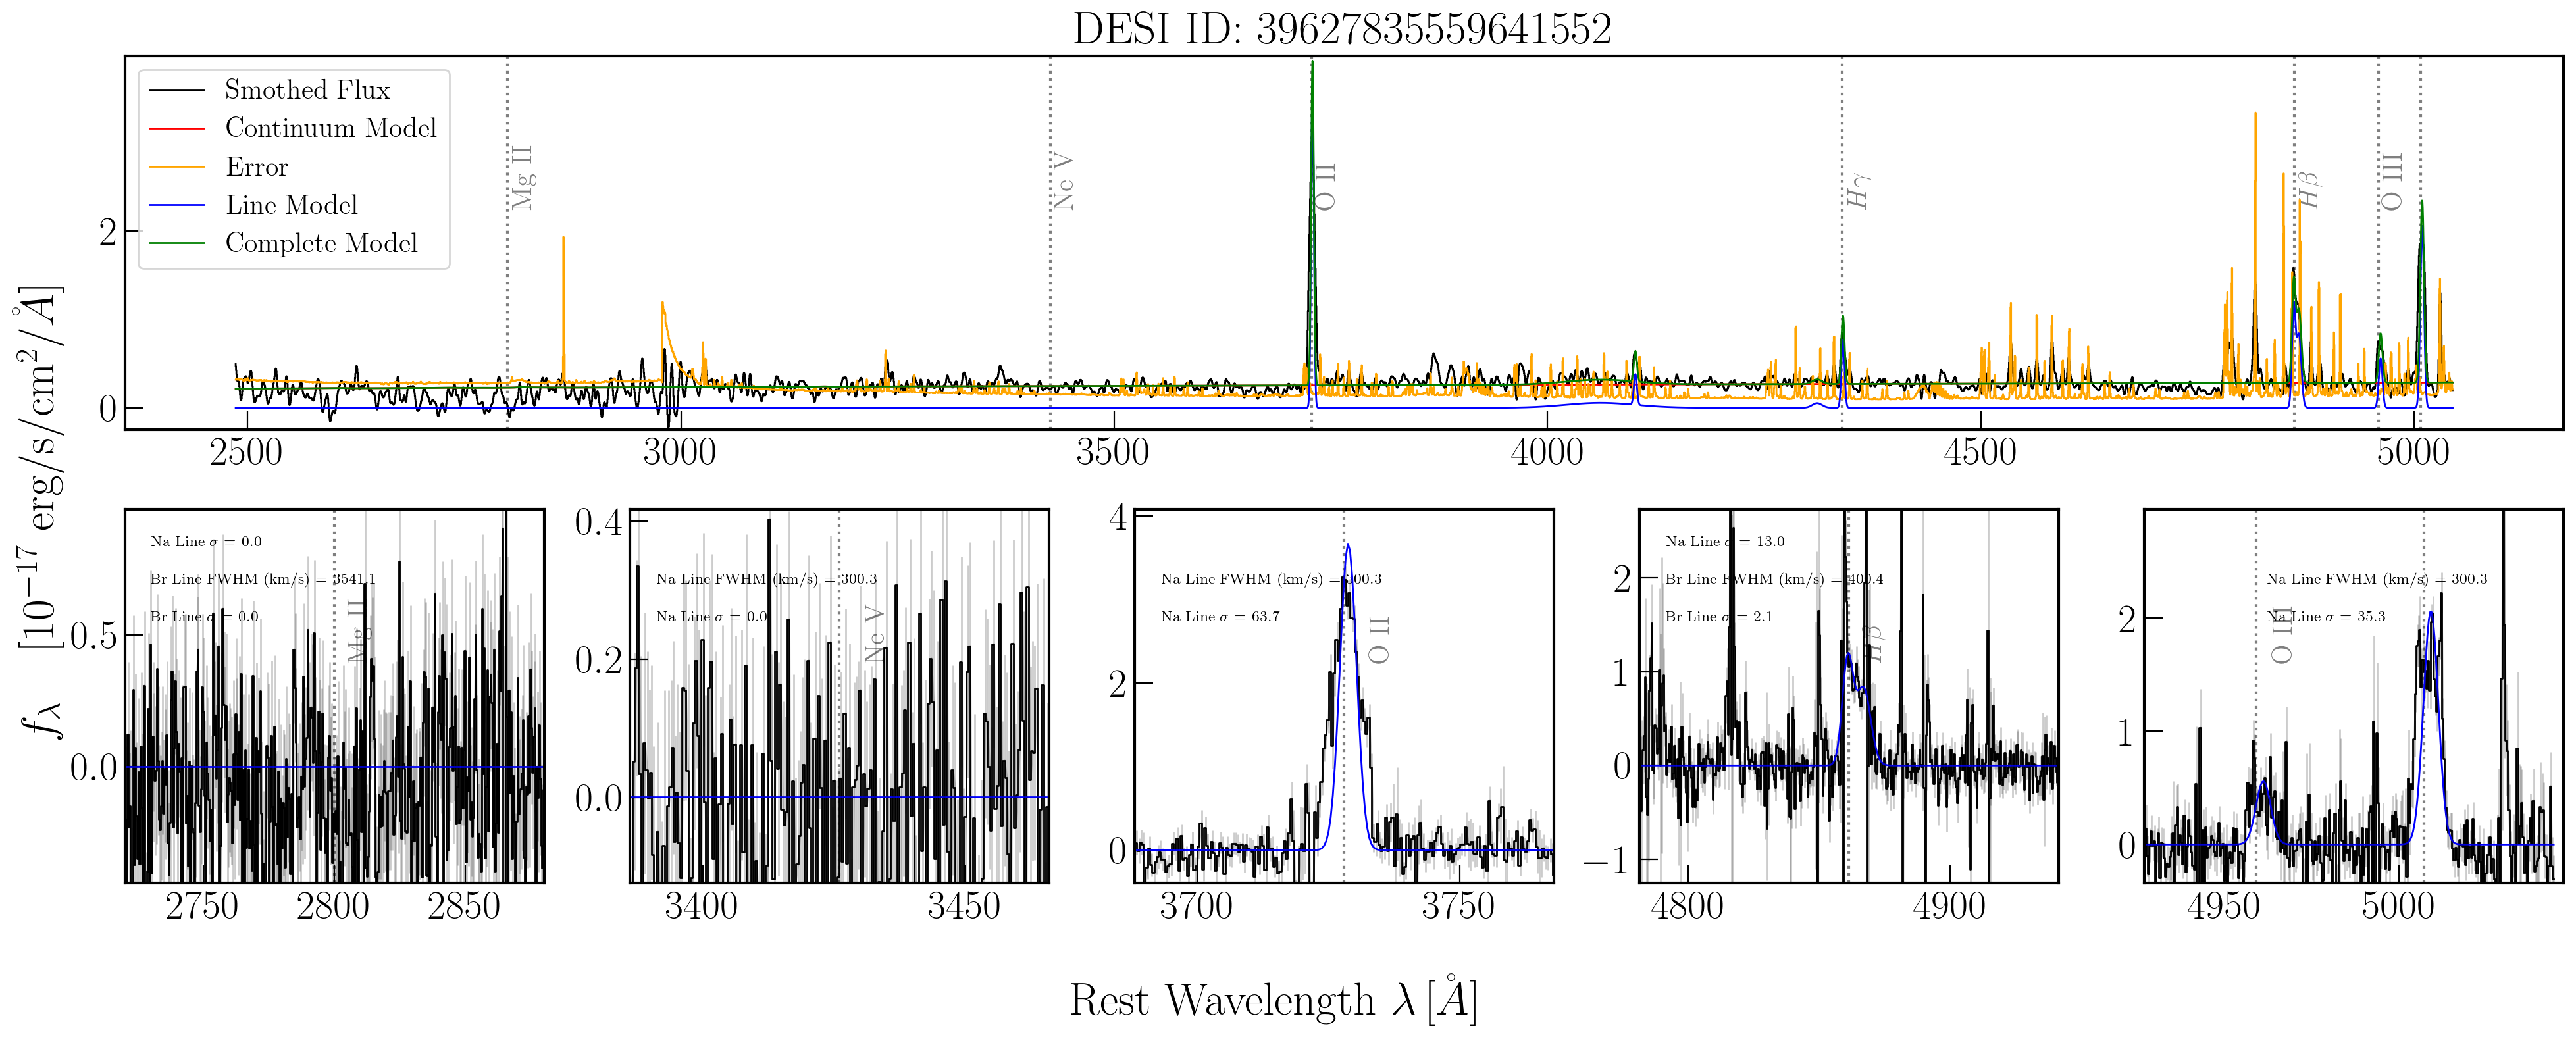 DESI ID: 39627835559641552
Smothed Flux
Continuum Model
Error
Line Model
Complete Model
Mg II
Ne V
O II
Hγ
Hβ
O III
2
0
2500
3000
3500
4000
4500
5000
f_λ [10^{-17} erg/s/cm^2/Å]
Na Line σ = 0.0
Br Line FWHM (km/s) = 3541.1
Br Line σ = 0.0
Mg II
0.5
0.0
2750
2800
2850
Na Line FWHM (km/s) = 300.3
Na Line σ = 0.0
Ne V
0.4
0.2
0.0
3400
3450
Na Line FWHM (km/s) = 300.3
Na Line σ = 63.7
O II
4
2
0
3700
3750
Na Line σ = 13.0
Br Line FWHM (km/s) = 400.4
Br Line σ = 2.1
Hβ
2
1
0
−1
4800
4900
Na Line FWHM (km/s) = 300.3
Na Line σ = 35.3
O III
2
1
0
4950
5000
Rest Wavelength λ [Å]